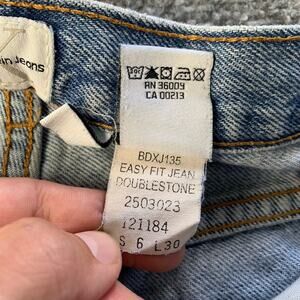 in Jeans
RN 36009
CA 00213
BDXJ135
EASY FIT JEAN
DOUBLESTONE
2503023
121184
S 6 L30